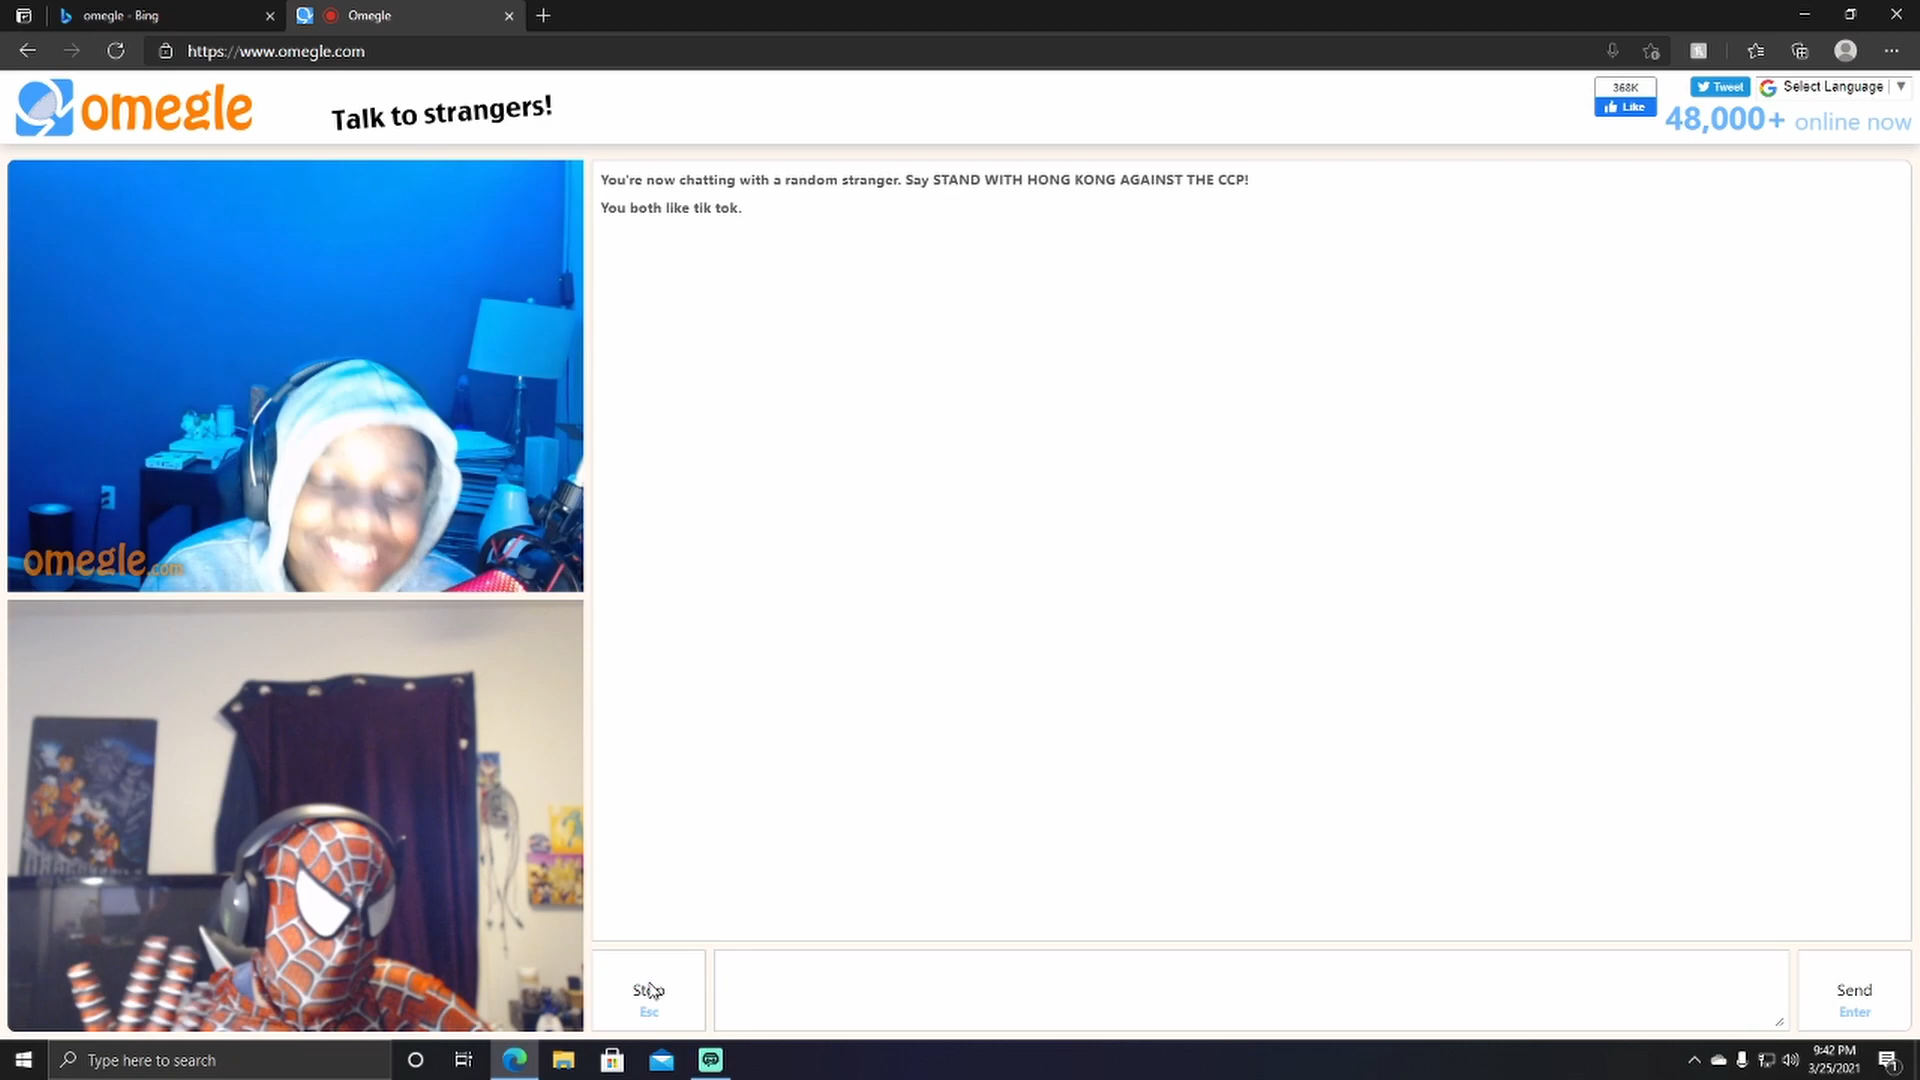 omegle - Bing
Omegle
https://www.omegle.com
omegle
Talk to strangers!
368K
Like
Tweet
Select Language
48,000+ online now
You're now chatting with a random stranger. Say STAND WITH HONG KONG AGAINST THE CCP!
You both like tik tok.
omegle.com
Stop
Esc
Send
Enter
Type here to search
9:42 PM
3/25/2021
1